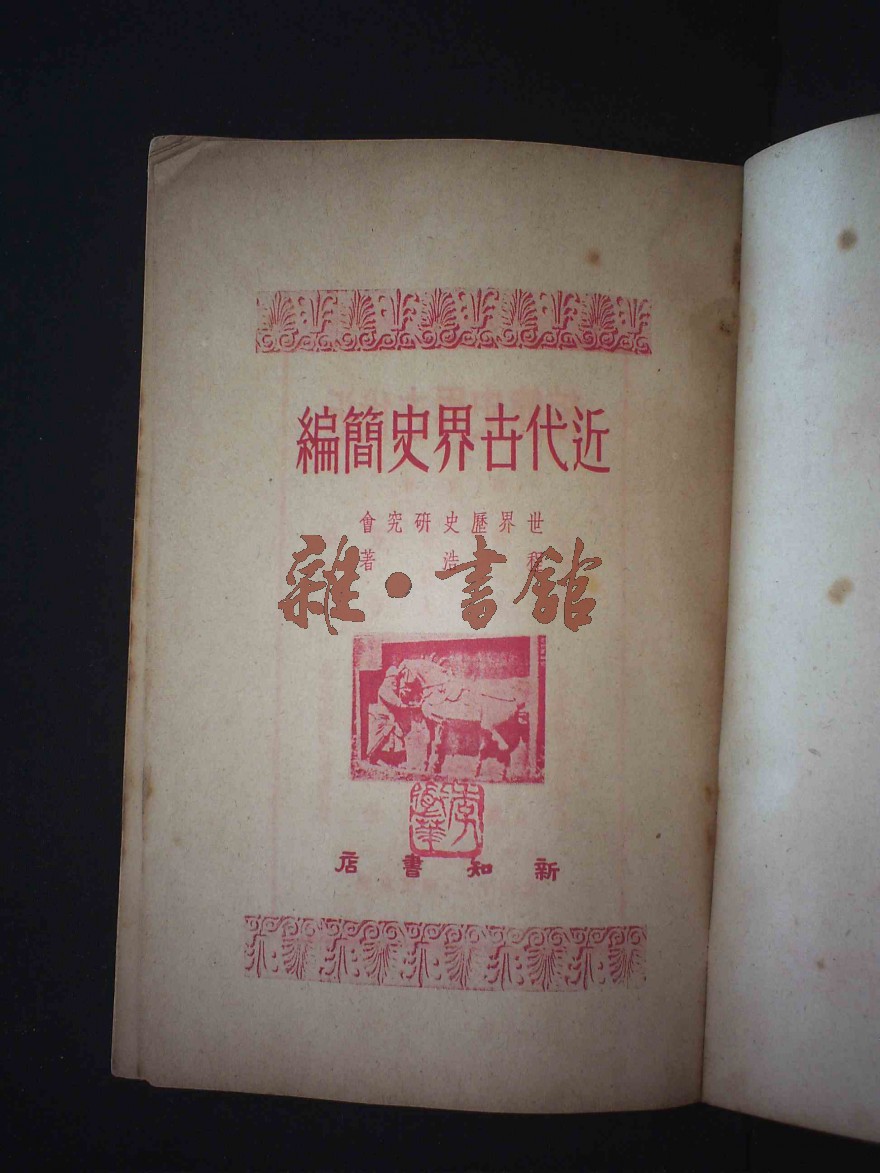 近代世界史簡編
世界歷史研究會
程浩著
雜·書館
新知書店